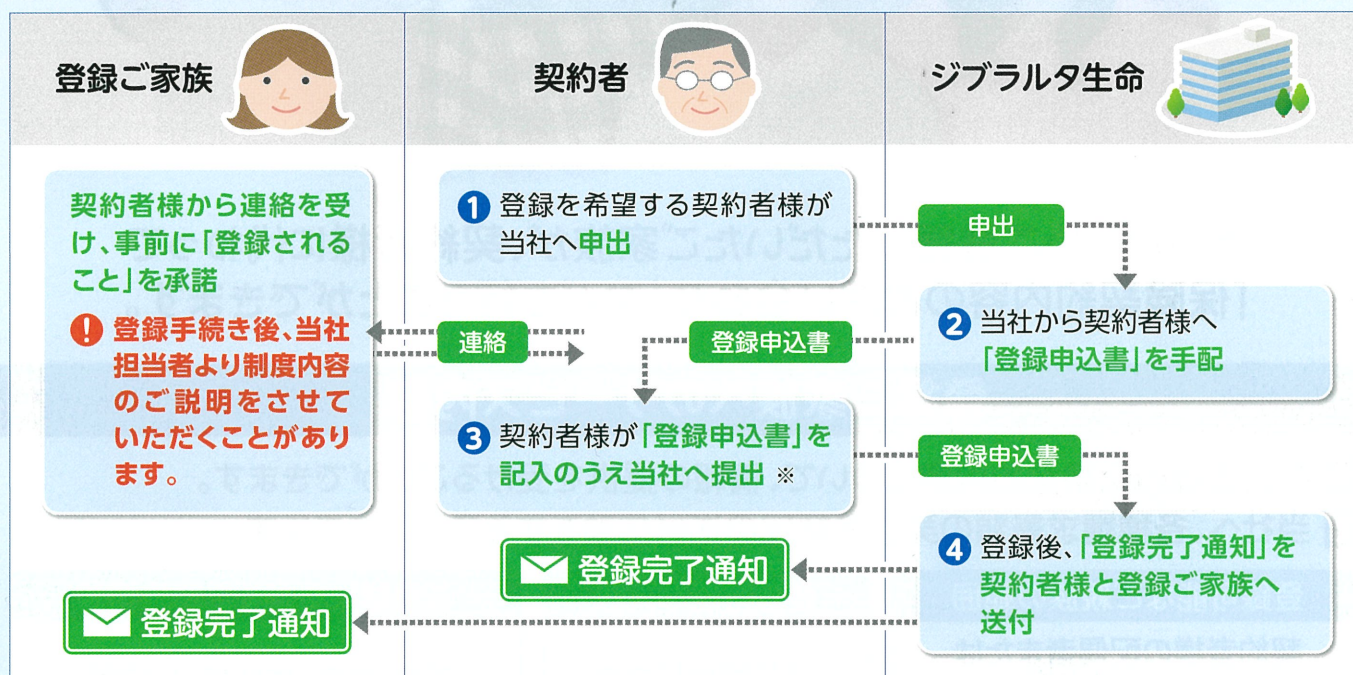 登録ご家族
契約者
ジブラルタ生命
契約者様から連絡を受
け、事前に「登録される
こと」を承諾
! 登録手続き後、当社
担当者より制度内容
のご説明をさせて
いただくことがあり
ます。
1 登録を希望する契約者様が
当社へ申出
申出
2 当社から契約者様へ
「登録申込書」を手配
連絡
登録申込書
3 契約者様が「登録申込書」を
記入のうえ当社へ提出 ※
登録申込書
4 登録後、「登録完了通知」を
契約者様と登録ご家族へ
送付
登録完了通知
登録完了通知